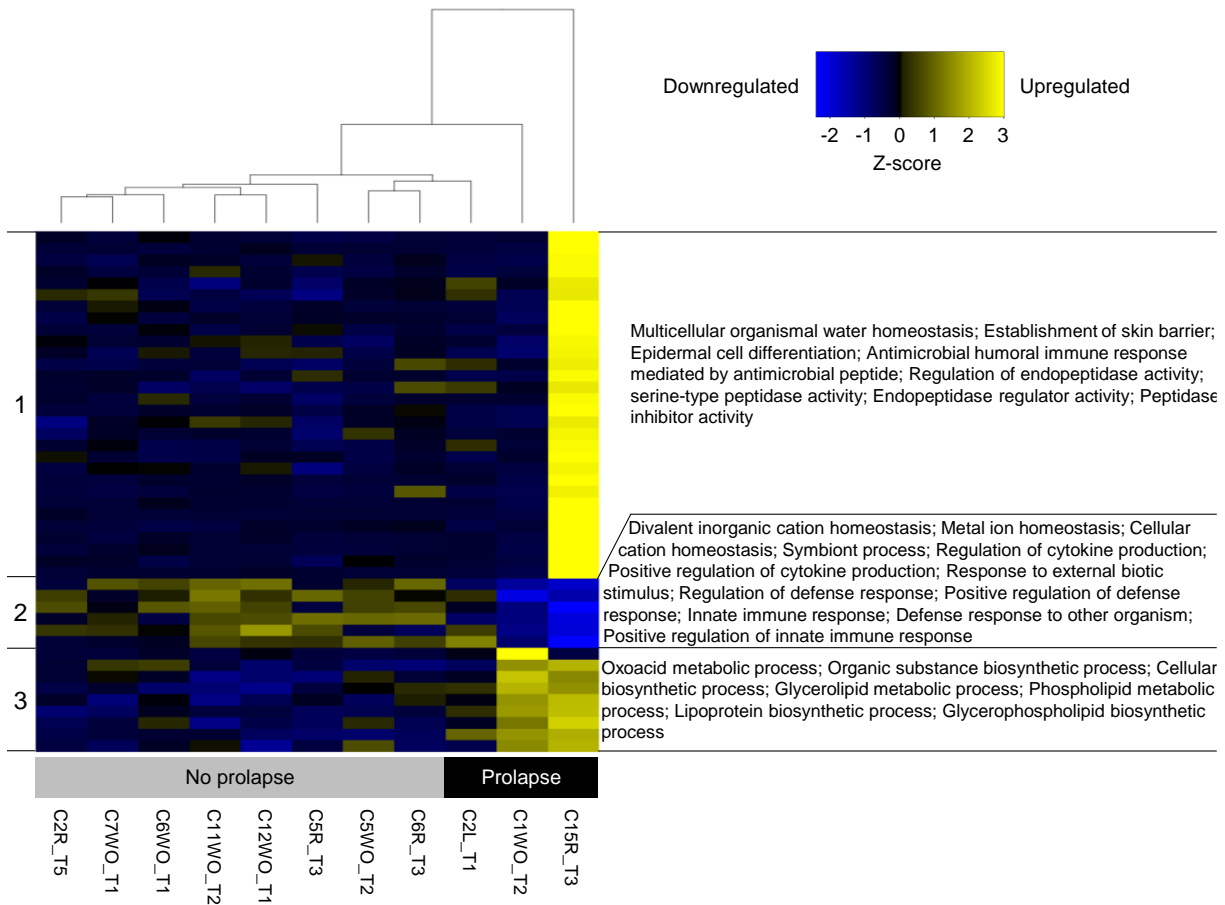 Downregulated
Upregulated
-2 -1 0 1 2 3
Z-score
1
Multicellular organismal water homeostasis; Establishment of skin barrier;
Epidermal cell differentiation; Antimicrobial humoral immune response
mediated by antimicrobial peptide; Regulation of endopeptidase activity;
serine-type peptidase activity; Endopeptidase regulator activity; Peptidase
inhibitor activity
2
Divalent inorganic cation homeostasis; Metal ion homeostasis; Cellular
cation homeostasis; Symbiont process; Regulation of cytokine production;
Positive regulation of cytokine production; Response to external biotic
stimulus; Regulation of defense response; Positive regulation of defense
response; Innate immune response; Defense response to other organism;
Positive regulation of innate immune response
3
Oxoacid metabolic process; Organic substance biosynthetic process; Cellular
biosynthetic process; Glycerolipid metabolic process; Phospholipid metabolic
process; Lipoprotein biosynthetic process; Glycerophospholipid biosynthetic
process
No prolapse
Prolapse
C2R_T5
C7WO_T1
C6WO_T1
C11WO_T2
C12WO_T1
C5R_T3
C5WO_T2
C6R_T3
C2L_T1
C1WO_T2
C15R_T3